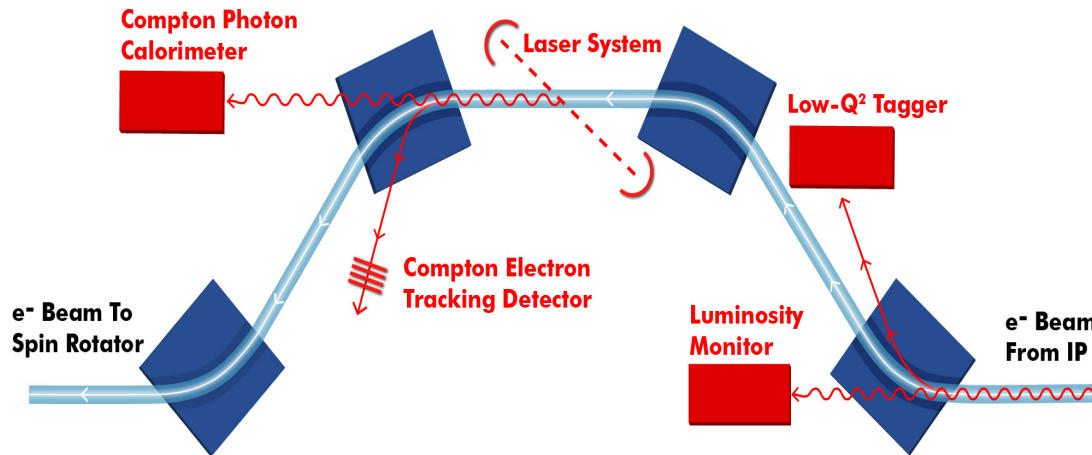 Compton Photon
Calorimeter
Laser System
Low-Q² Tagger
Compton Electron
Tracking Detector
e- Beam To
Spin Rotator
Luminosity
Monitor
e- Beam
From IP